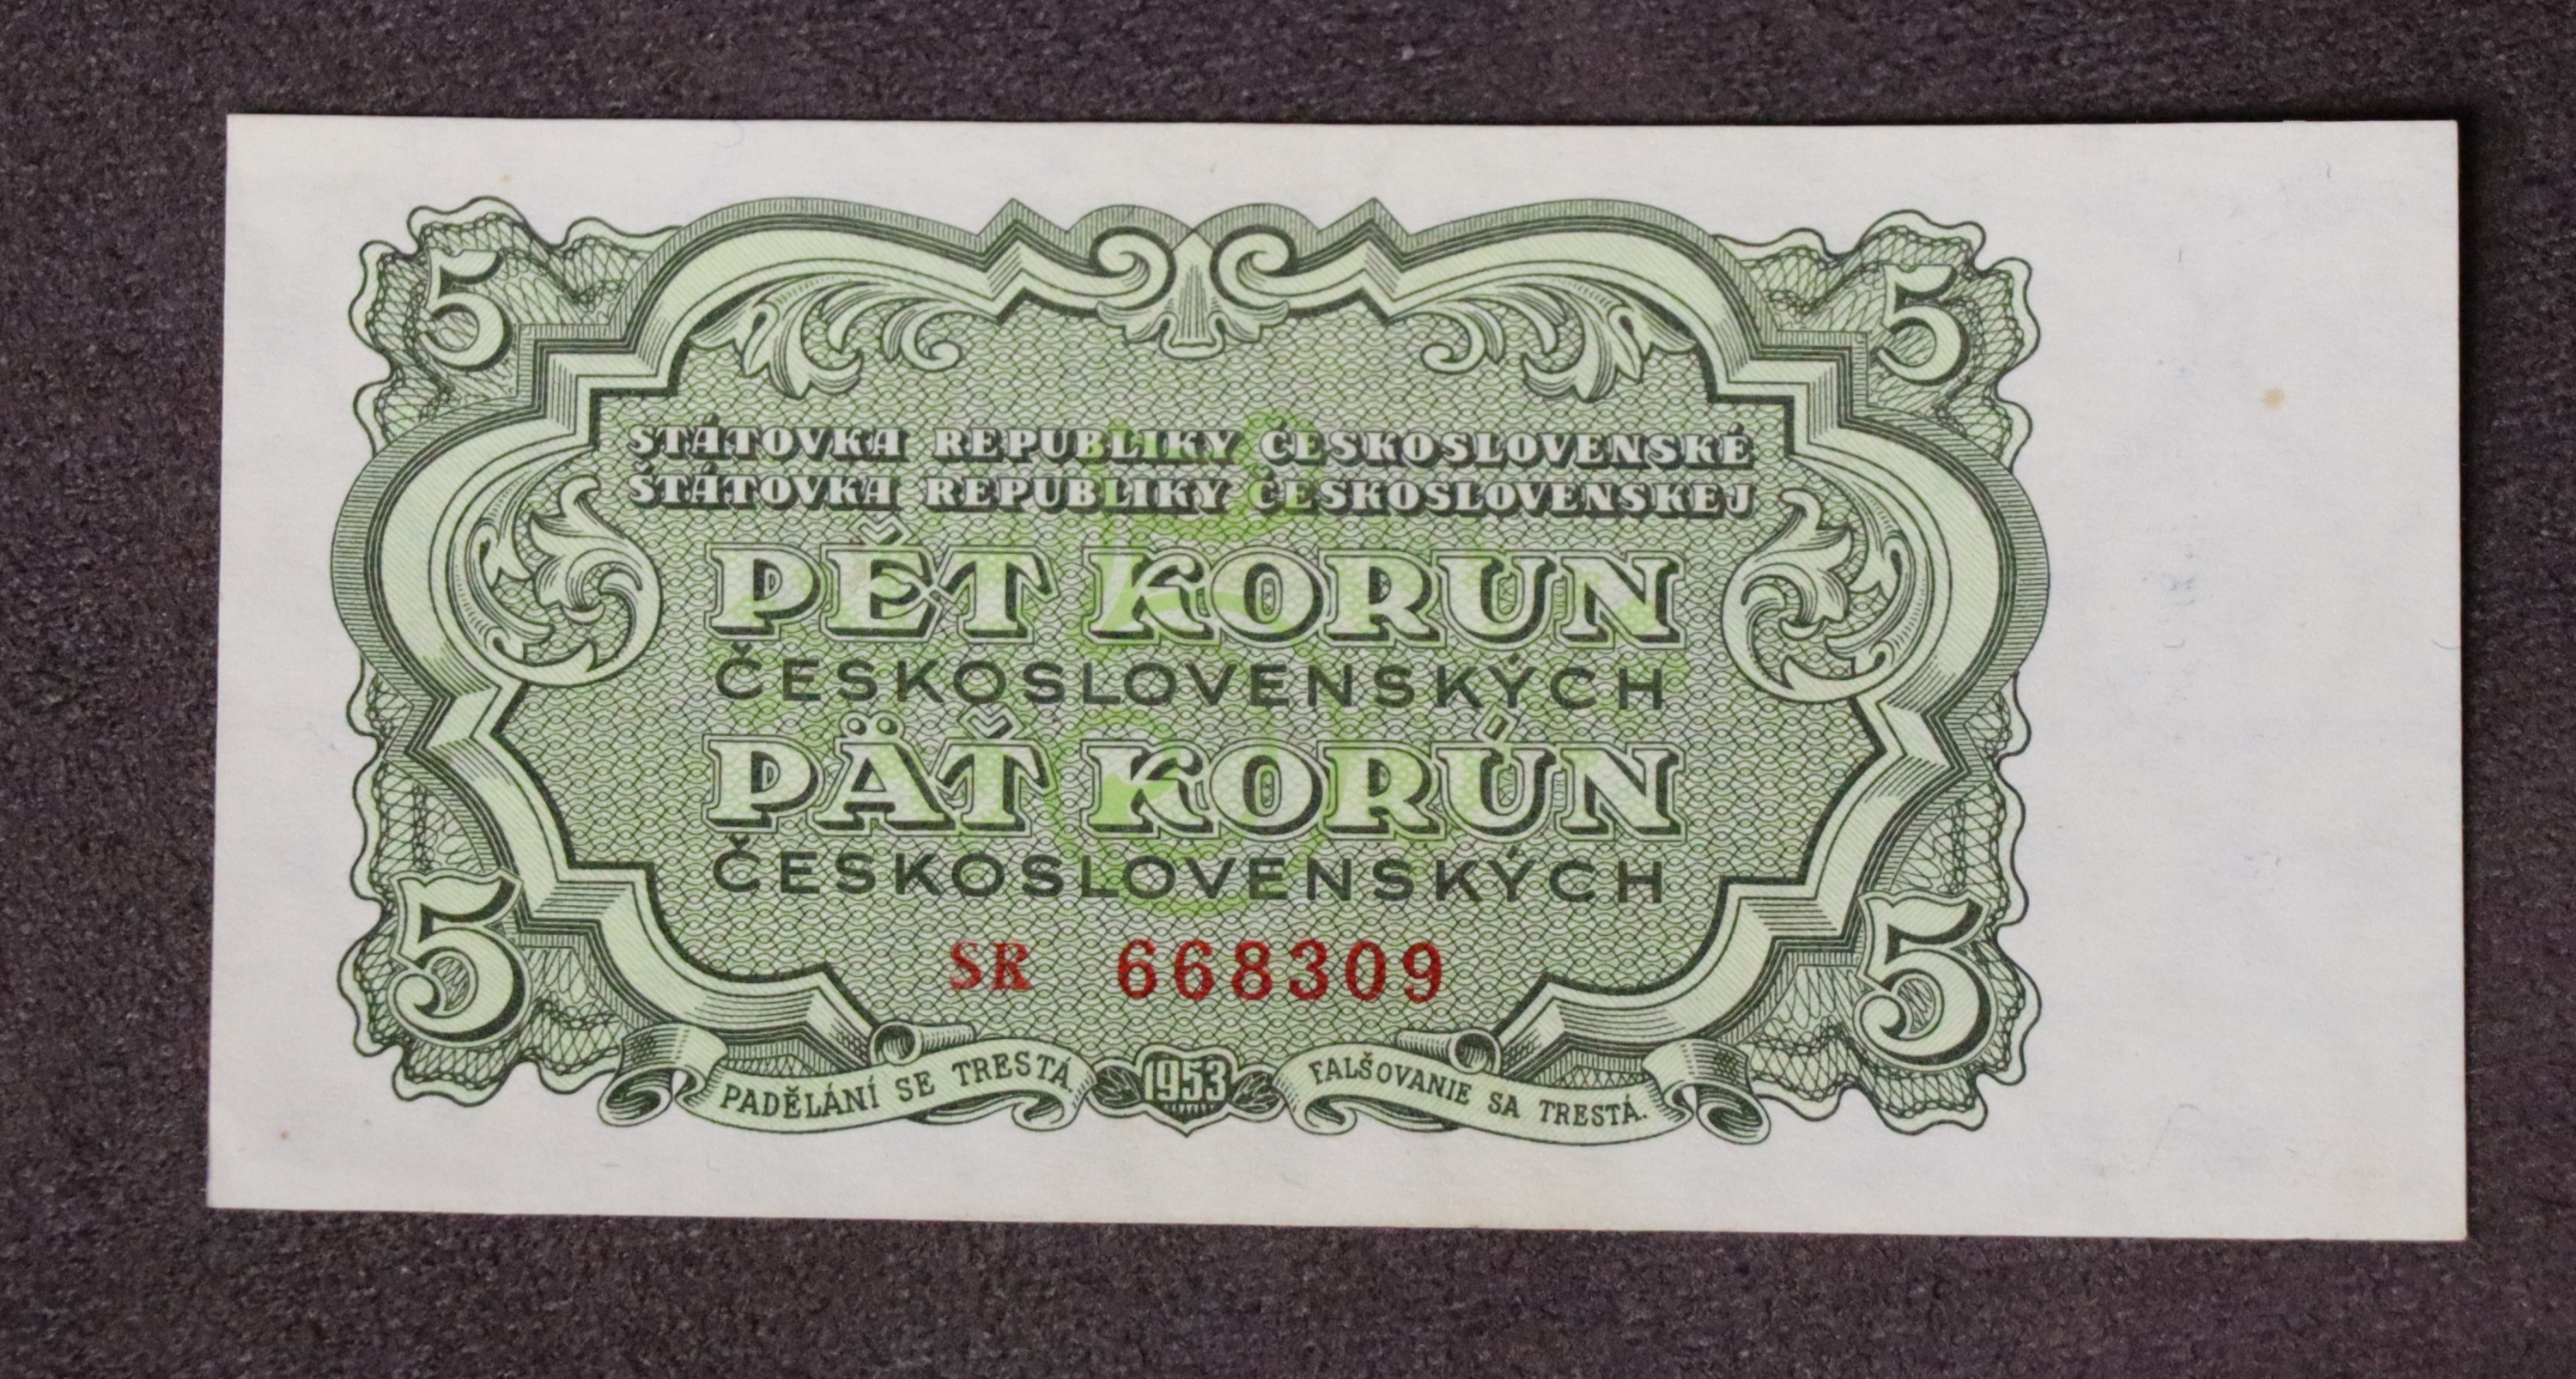 5 5
STÁTOVKA REPUBLIKY ČESKOSLOVENSKÉ
ŠTÁTOVKA REPUBLIKY ČESKOSLOVENSKEJ
PĚT KORUN
ČESKOSLOVENSKÝCH
PÄŤ KORÚN
ČESKOSLOVENSKÝCH
SR 668309
5 5
PADĚLÁNÍ SE TRESTÁ. 1953 FALŠOVANIE SA TRESTÁ.